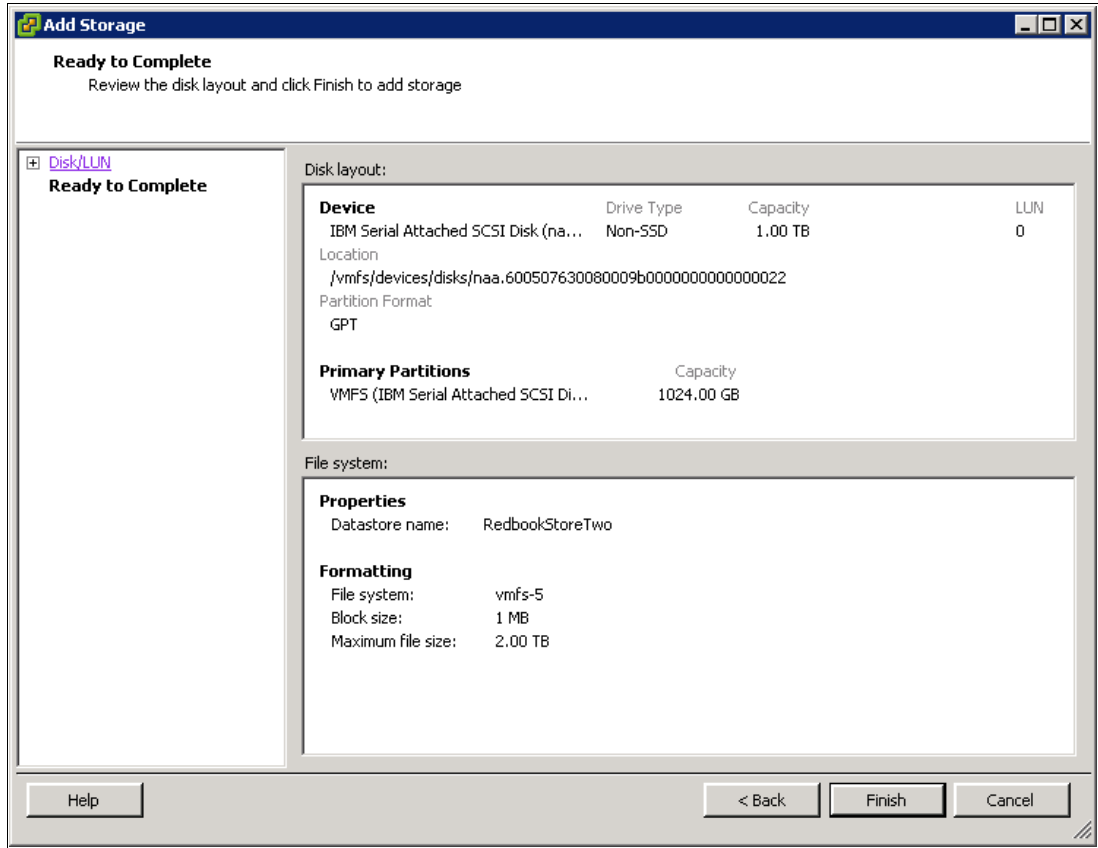 Add Storage
Ready to Complete
Review the disk layout and click Finish to add storage
Disk/LUN
Ready to Complete
Disk layout:
Device Drive Type Capacity LUN
IBM Serial Attached SCSI Disk (na... Non-SSD 1.00 TB 0
Location
/vmfs/devices/disks/naa.600507630080009b0000000000000022
Partition Format
GPT
Primary Partitions Capacity
VMFS (IBM Serial Attached SCSI Di... 1024.00 GB
File system:
Properties
Datastore name: RedbookStoreTwo
Formatting
File system: vmfs-5
Block size: 1 MB
Maximum file size: 2.00 TB
Help < Back Finish Cancel